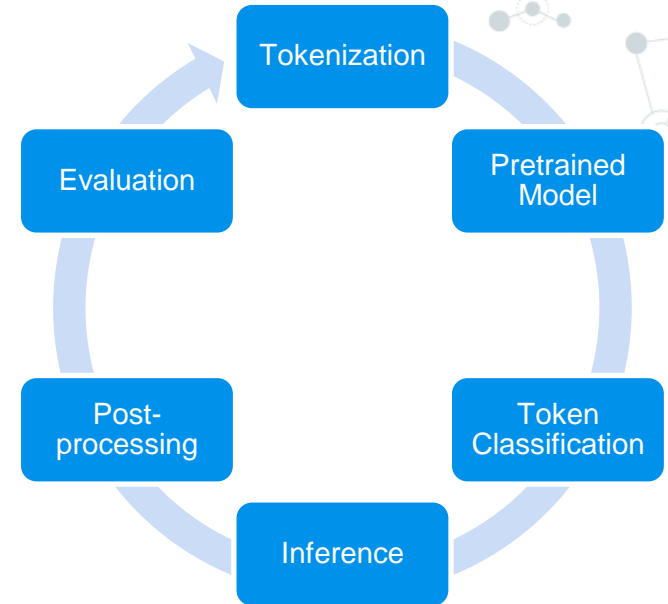 Tokenization
Pretrained
Model
Token
Classification
Inference
Post-
processing
Evaluation